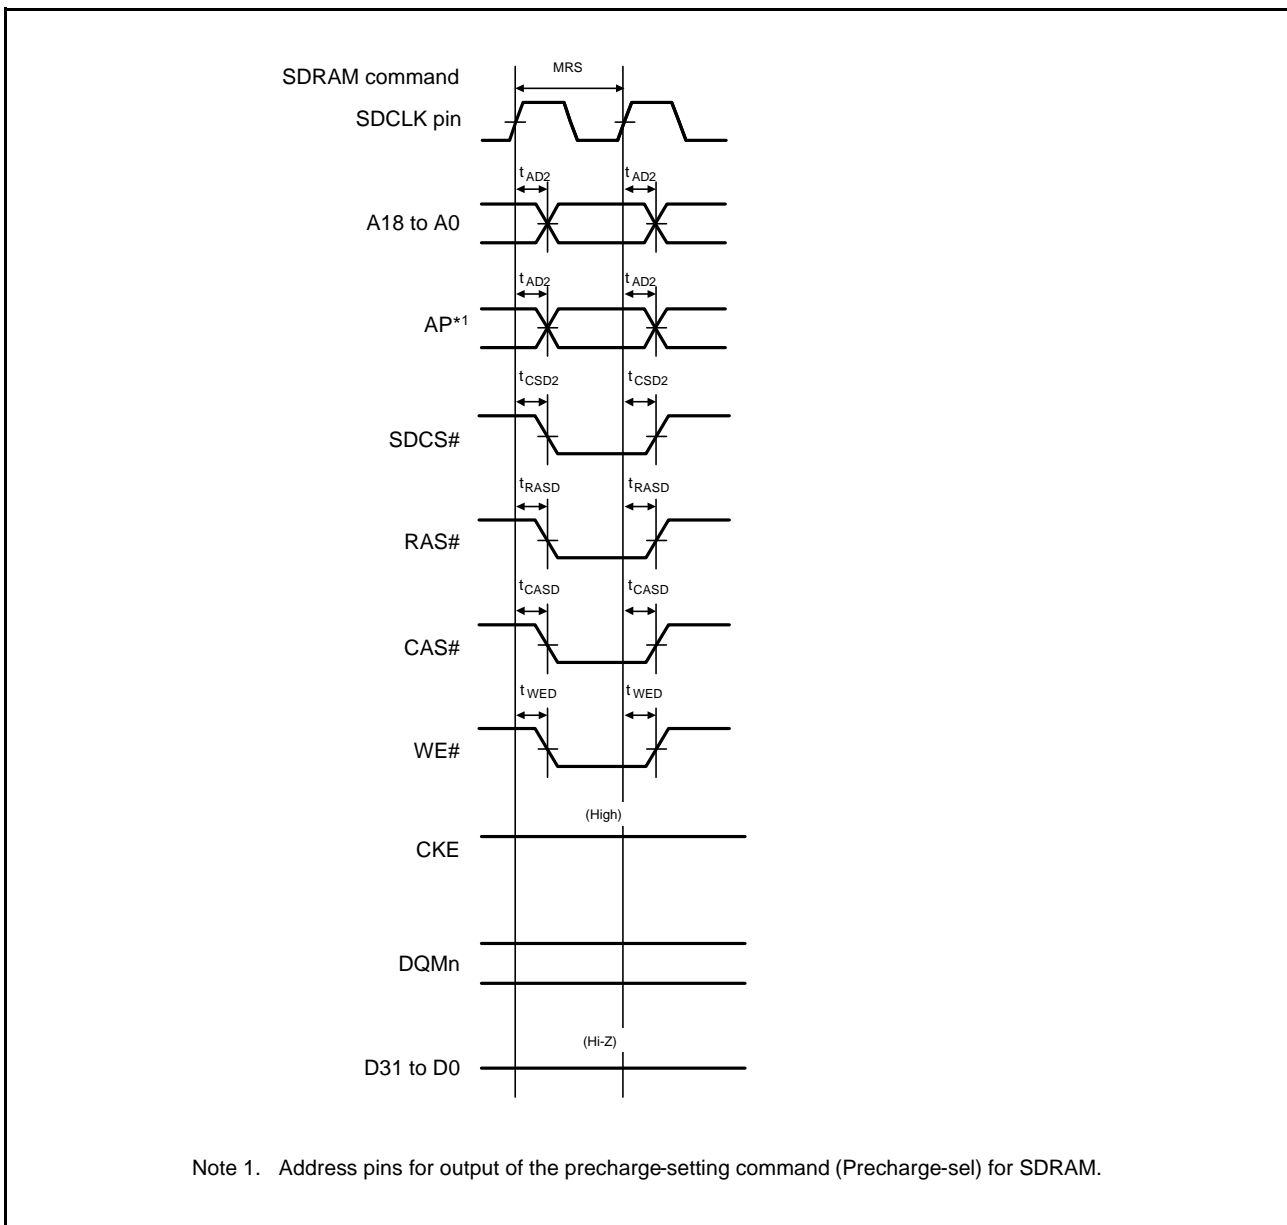 SDRAM command
MRS
SDCLK pin
tAD2 tAD2
A18 to A0
tAD2 tAD2
AP*1
tCSD2 tCSD2
SDCS#
tRASD tRASD
RAS#
tCASD tCASD
CAS#
tWED tWED
WE#
(High)
CKE
DQMn
(Hi-Z)
D31 to D0
Note 1. Address pins for output of the precharge-setting command (Precharge-sel) for SDRAM.